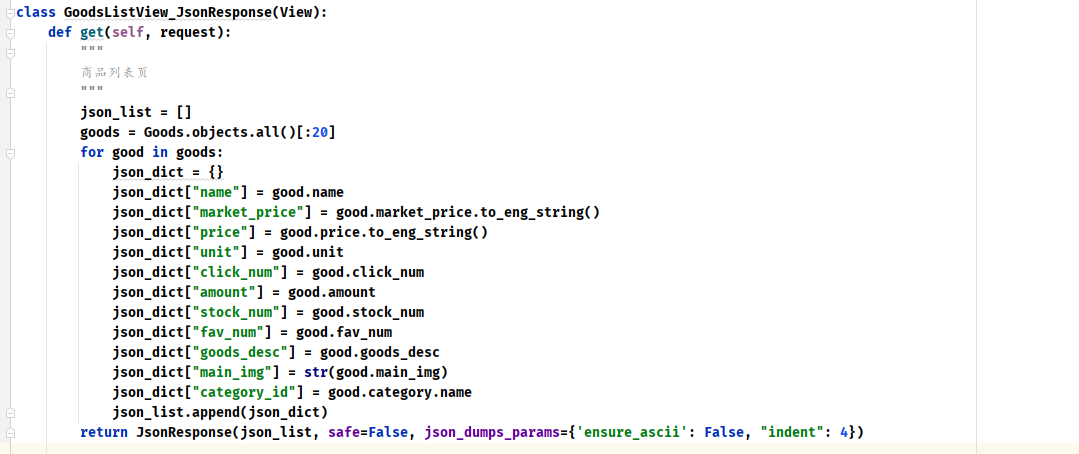 class GoodsListView_JsonResponse(View):
    def get(self, request):
        """
        商品列表页
        """
        json_list = []
        goods = Goods.objects.all()[:20]
        for good in goods:
            json_dict = {}
            json_dict["name"] = good.name
            json_dict["market_price"] = good.market_price.to_eng_string()
            json_dict["price"] = good.price.to_eng_string()
            json_dict["unit"] = good.unit
            json_dict["click_num"] = good.click_num
            json_dict["amount"] = good.amount
            json_dict["stock_num"] = good.stock_num
            json_dict["fav_num"] = good.fav_num
            json_dict["goods_desc"] = good.goods_desc
            json_dict["main_img"] = str(good.main_img)
            json_dict["category_id"] = good.category.name
            json_list.append(json_dict)
        return JsonResponse(json_list, safe=False, json_dumps_params={'ensure_ascii': False, "indent": 4})